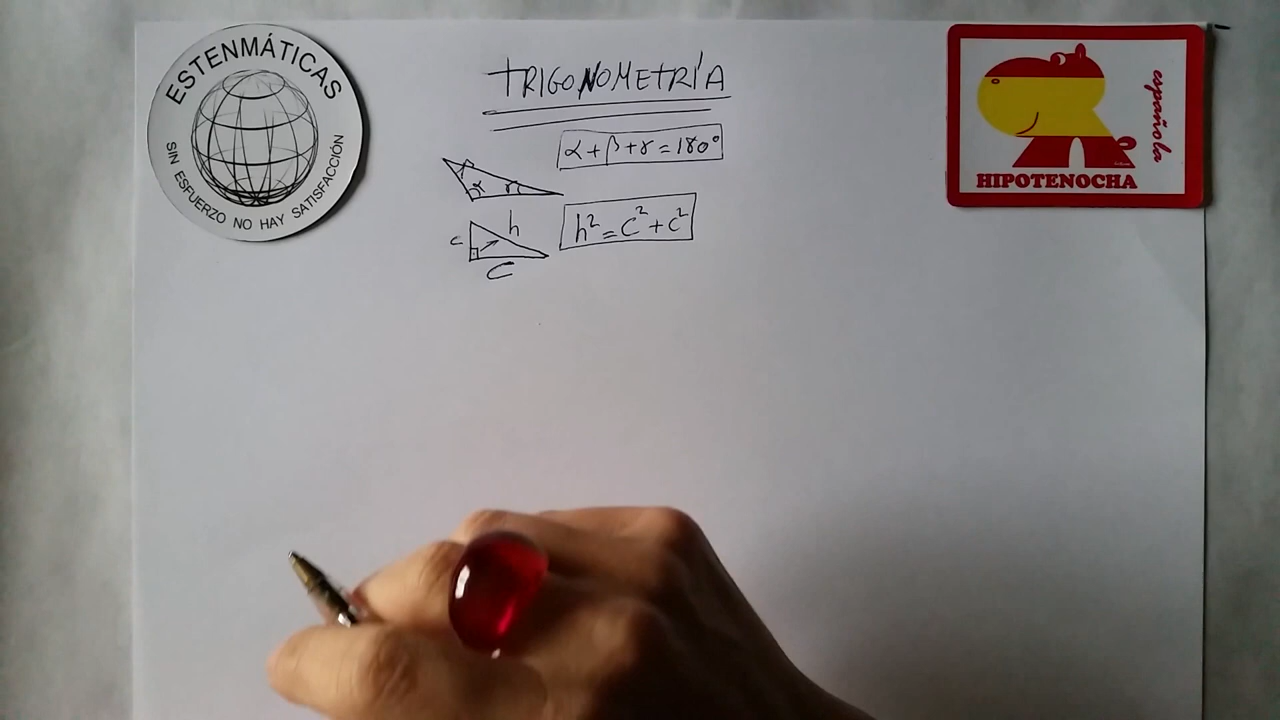 ESTENMÁTICAS
SIN ESFUERZO NO HAY SATISFACCIÓN
TRIGONOMETRÍA
α+β+γ=180°
α γ
h
c
C
h²=C²+C²
española
HIPOTENOCHA